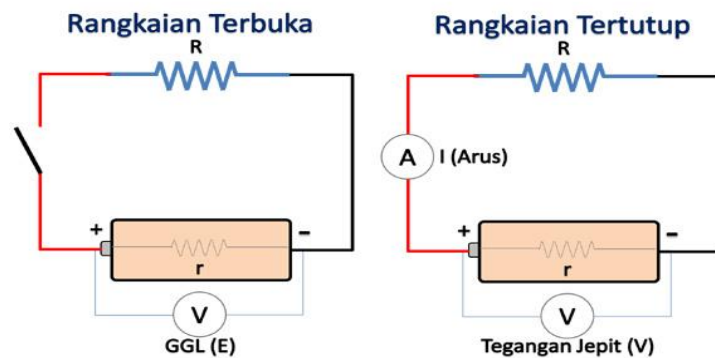 Rangkaian Terbuka
R
+
−
r
V
GGL (E)
Rangkaian Tertutup
R
A
I (Arus)
+
−
r
V
Tegangan Jepit (V)